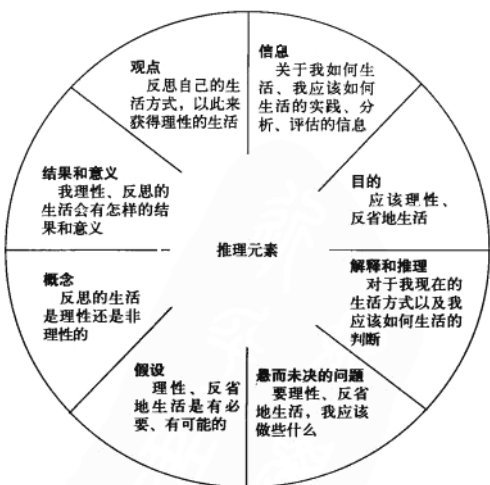 观点
反思自己的生
活方式，以此来
获得理性的生活
信息
关于我如何生
活、我应该如何
生活的实践、分
析、评估的信息
目的
应该理性、
反省地生活
解释和推理
对于我现在的
生活方式以及我
应该如何生活的
判断
悬而未决的问题
要理性、反省
地生活，我应该
做些什么
假设
理性、反省
地生活是有必
要、有可能的
概念
反思的生活
是理性还是非
理性的
结果和意义
我理性、反思的
生活会有怎样的结
果和意义
推理元素